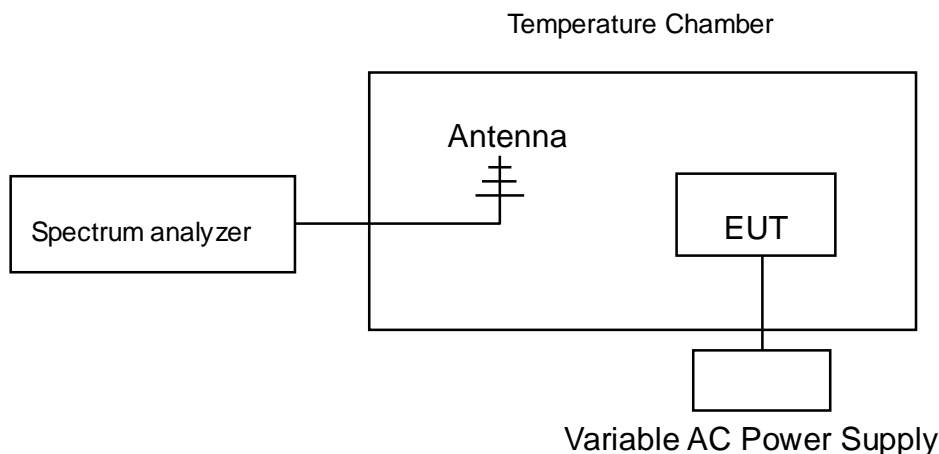 Temperature Chamber
Antenna
Spectrum analyzer
EUT
Variable AC Power Supply